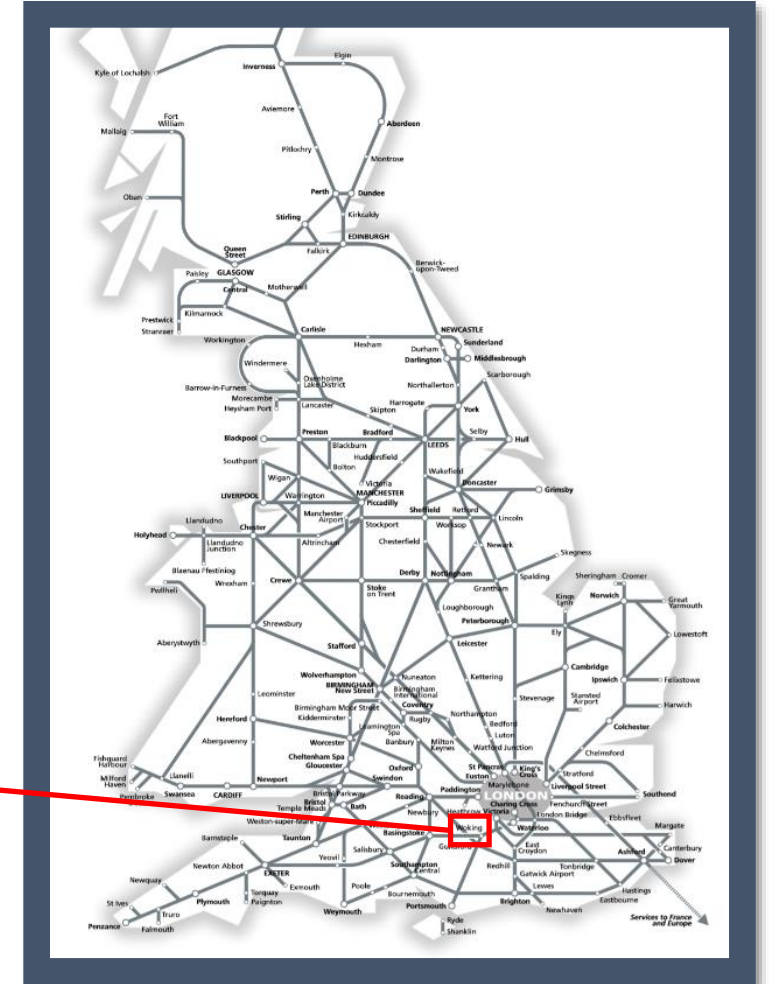 Elgin
Inverness
Kyle of Lochalsh
Aviemore
Fort
William
Aberdeen
Mallaig
Pitlochry
Montrose
Perth
Dundee
Oban
Kirkcaldy
Stirling
EDINBURGH
Queen
Street
Falkirk
Berwick-
upon-Tweed
Paisley
GLASGOW
Central
Motherwell
Kilmarnock
Prestwick
Stranraer
Carlisle
NEWCASTLE
Workington
Hexham
Sunderland
Durham
Darlington
Middlesbrough
Windermere
Scarborough
Oxenholme
Lake District
Northallerton
Barrow-in-Furness
Morecambe
Heysham Port
Lancaster
Harrogate
York
Skipton
Blackpool
Preston
Bradford
Selby
Hull
Blackburn
LEEDS
Huddersfield
Southport
Bolton
Wakefield
Wigan
Victoria
Doncaster
LIVERPOOL
Warrington
MANCHESTER
Piccadilly
Grimsby
Manchester
Airport
Sheffield
Retford
Llandudno
Chester
Stockport
Worksop
Lincoln
Holyhead
Llandudno
Junction
Altrincham
Chesterfield
Newark
Skegness
Blaenau Ffestiniog
Derby
Nottingham
Wrexham
Crewe
Stoke
on Trent
Grantham
Spalding
Sheringham
Cromer
Pwllheli
Kings
Lynn
Norwich
Great
Yarmouth
Loughborough
Shrewsbury
Peterborough
Ely
Lowestoft
Aberystwyth
Stafford
Leicester
Wolverhampton
Cambridge
BIRMINGHAM
New Street
Nuneaton
Kettering
Ipswich
Felixstowe
Birmingham
International
Leominster
Stevenage
Stansted
Airport
Harwich
Birmingham Moor Street
Coventry
Kidderminster
Northampton
Hereford
Leamington
Spa
Rugby
Bedford
Colchester
Abergavenny
Worcester
Banbury
Milton
Keynes
Luton
Watford Junction
Chelmsford
Fishguard
Harbour
Cheltenham Spa
Gloucester
Oxford
St Pancras
Euston
King's
Cross
Stratford
Milford
Haven
Llanelli
Newport
Swindon
Marylebone
Liverpool Street
Pembroke
Dock
Swansea
CARDIFF
Bristol Parkway
Reading
Paddington
LONDON
Southend
Bristol
Temple Meads
Bath
Newbury
Heathrow
Victoria
Charing Cross
Fenchurch Street
London Bridge
Ebbsfleet
Weston-super-Mare
Basingstoke
Woking
Waterloo
Margate
Barnstaple
Taunton
East
Croydon
Canterbury
Salisbury
Ashford
Dover
Newton Abbot
Yeovil
Southampton
Central
Redhill
Tonbridge
Gatwick Airport
EXETER
Newquay
Exmouth
Poole
Lewes
Hastings
Torquay
Paignton
Bournemouth
Eastbourne
St Ives
Plymouth
Weymouth
Portsmouth
Brighton
Newhaven
Truro
Ryde
Services to France
and Europe
Penzance
Falmouth
Shanklin